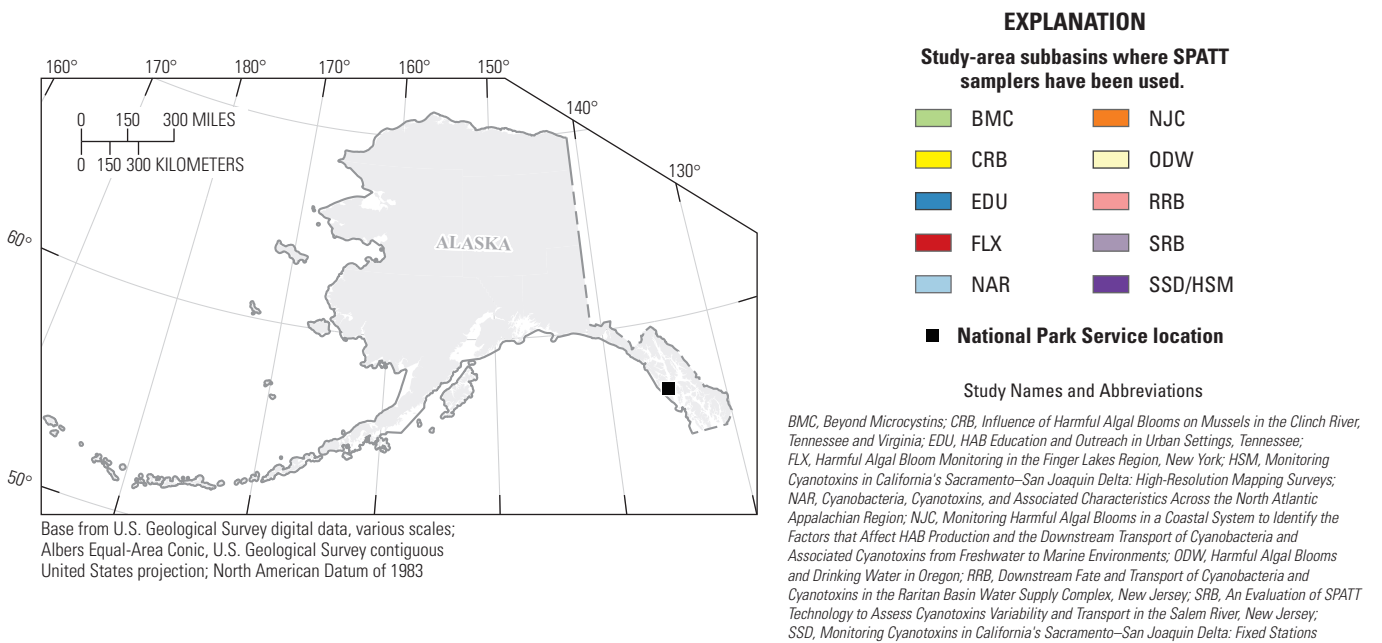 160° 170° 180° 170° 160° 150°
140°
130°
0 150 300 MILES
0 150 300 KILOMETERS
60°
ALASKA
50°
Base from U.S. Geological Survey digital data, various scales;
Albers Equal-Area Conic, U.S. Geological Survey contiguous
United States projection; North American Datum of 1983
EXPLANATION
Study-area subbasins where SPATT
samplers have been used.
BMC NJC
CRB ODW
EDU RRB
FLX SRB
NAR SSD/HSM
National Park Service location
Study Names and Abbreviations
BMC, Beyond Microcystins; CRB, Influence of Harmful Algal Blooms on Mussels in the Clinch River,
Tennessee and Virginia; EDU, HAB Education and Outreach in Urban Settings, Tennessee;
FLX, Harmful Algal Bloom Monitoring in the Finger Lakes Region, New York; HSM, Monitoring
Cyanotoxins in California's Sacramento–San Joaquin Delta: High-Resolution Mapping Surveys;
NAR, Cyanobacteria, Cyanotoxins, and Associated Characteristics Across the North Atlantic
Appalachian Region; NJC, Monitoring Harmful Algal Blooms in a Coastal System to Identify the
Factors that Affect HAB Production and the Downstream Transport of Cyanobacteria and
Associated Cyanotoxins from Freshwater to Marine Environments; ODW, Harmful Algal Blooms
and Drinking Water in Oregon; RRB, Downstream Fate and Transport of Cyanobacteria and
Cyanotoxins in the Raritan Basin Water Supply Complex, New Jersey; SRB, An Evaluation of SPATT
Technology to Assess Cyanotoxins Variability and Transport in the Salem River, New Jersey;
SSD, Monitoring Cyanotoxins in California's Sacramento–San Joaquin Delta: Fixed Stations